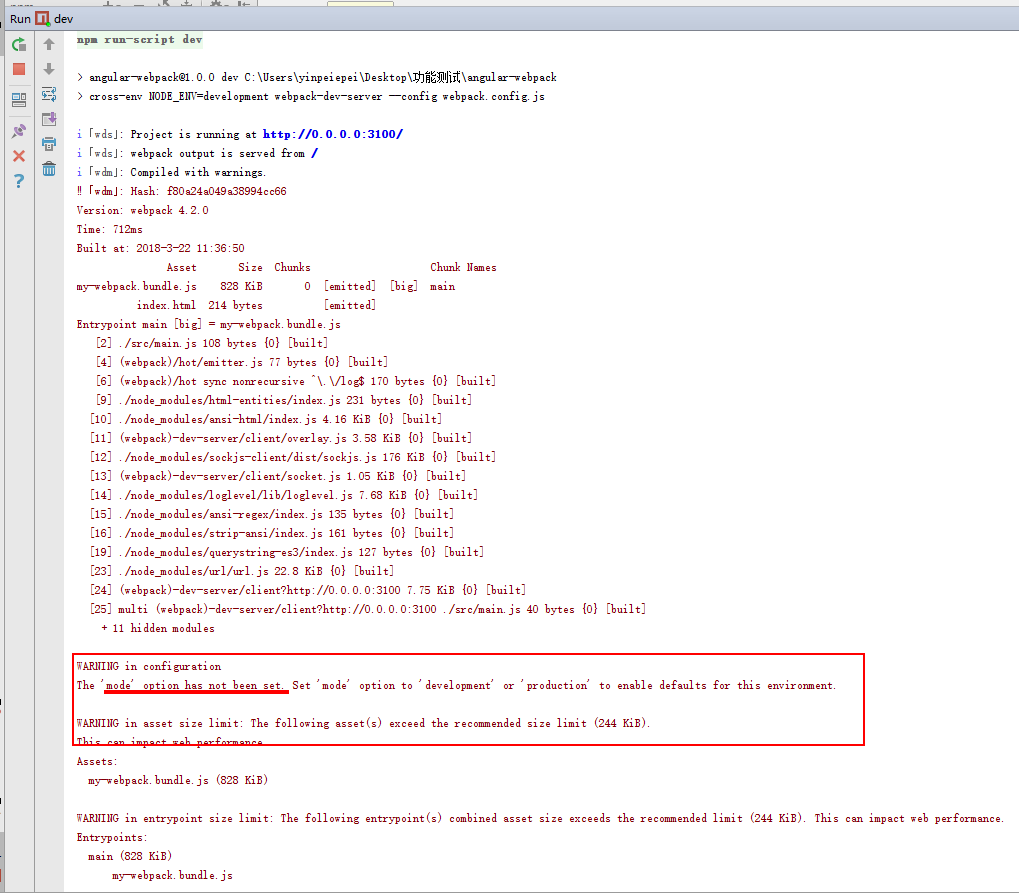 Run dev
npm run-script dev
> angular-webpack@1.0.0 dev C:\Users\yinpeipei\Desktop\功能测试\angular-webpack
> cross-env NODE_ENV=development webpack-dev-server --config webpack.config.js
i ｢wds｣: Project is running at http://0.0.0.0:3100/
i ｢wds｣: webpack output is served from /
i ｢wdm｣: Compiled with warnings.
‼ ｢wdm｣: Hash: f80a24a049a38994cc66
Version: webpack 4.2.0
Time: 712ms
Built at: 2018-3-22 11:36:50
Asset Size Chunks Chunk Names
my-webpack.bundle.js 828 KiB 0 [emitted] [big] main
index.html 214 bytes [emitted]
Entrypoint main [big] = my-webpack.bundle.js
[2] ./src/main.js 108 bytes {0} [built]
[4] (webpack)/hot/emitter.js 77 bytes {0} [built]
[6] (webpack)/hot sync nonrecursive ^\.\/log$ 170 bytes {0} [built]
[9] ./node_modules/html-entities/index.js 231 bytes {0} [built]
[10] ./node_modules/ansi-html/index.js 4.16 KiB {0} [built]
[11] (webpack)-dev-server/client/overlay.js 3.58 KiB {0} [built]
[12] ./node_modules/sockjs-client/dist/sockjs.js 176 KiB {0} [built]
[13] (webpack)-dev-server/client/socket.js 1.05 KiB {0} [built]
[14] ./node_modules/loglevel/lib/loglevel.js 7.68 KiB {0} [built]
[15] ./node_modules/ansi-regex/index.js 135 bytes {0} [built]
[16] ./node_modules/strip-ansi/index.js 161 bytes {0} [built]
[19] ./node_modules/querystring-es3/index.js 127 bytes {0} [built]
[23] ./node_modules/url/url.js 22.8 KiB {0} [built]
[24] (webpack)-dev-server/client?http://0.0.0.0:3100 7.75 KiB {0} [built]
[25] multi (webpack)-dev-server/client?http://0.0.0.0:3100 ./src/main.js 40 bytes {0} [built]
+ 11 hidden modules
WARNING in configuration
The 'mode' option has not been set. Set 'mode' option to 'development' or 'production' to enable defaults for this environment.
WARNING in asset size limit: The following asset(s) exceed the recommended size limit (244 KiB).
This can impact web performance.
Assets:
my-webpack.bundle.js (828 KiB)
WARNING in entrypoint size limit: The following entrypoint(s) combined asset size exceeds the recommended limit (244 KiB). This can impact web performance.
Entrypoints:
main (828 KiB)
my-webpack.bundle.js